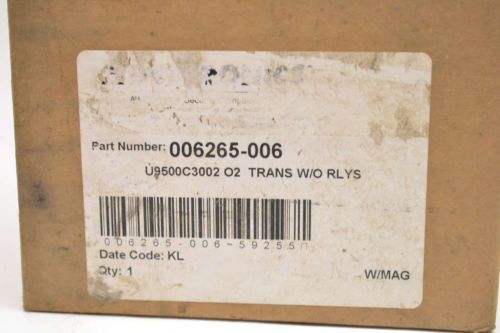 Part Number: 006265-006
U9500C3002 O2 TRANS W/O RLYS
006265-006-59255
Date Code: KL
Qty: 1
W/MAG